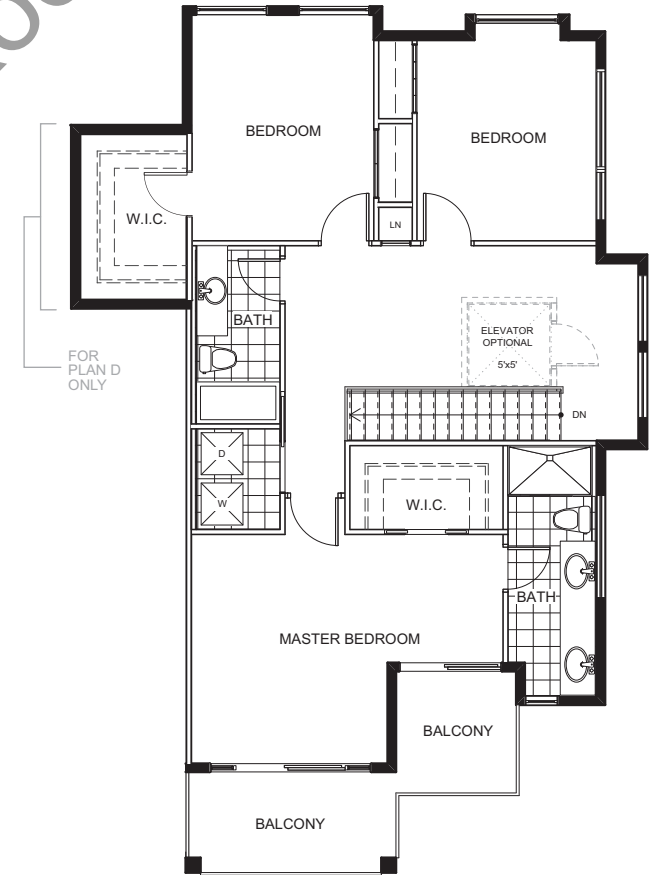 BEDROOM
BEDROOM
W.I.C.
LN
BATH
ELEVATOR
OPTIONAL
5'x5'
FOR
PLAN D
ONLY
DN
D
W
W.I.C.
BATH
MASTER BEDROOM
BALCONY
BALCONY